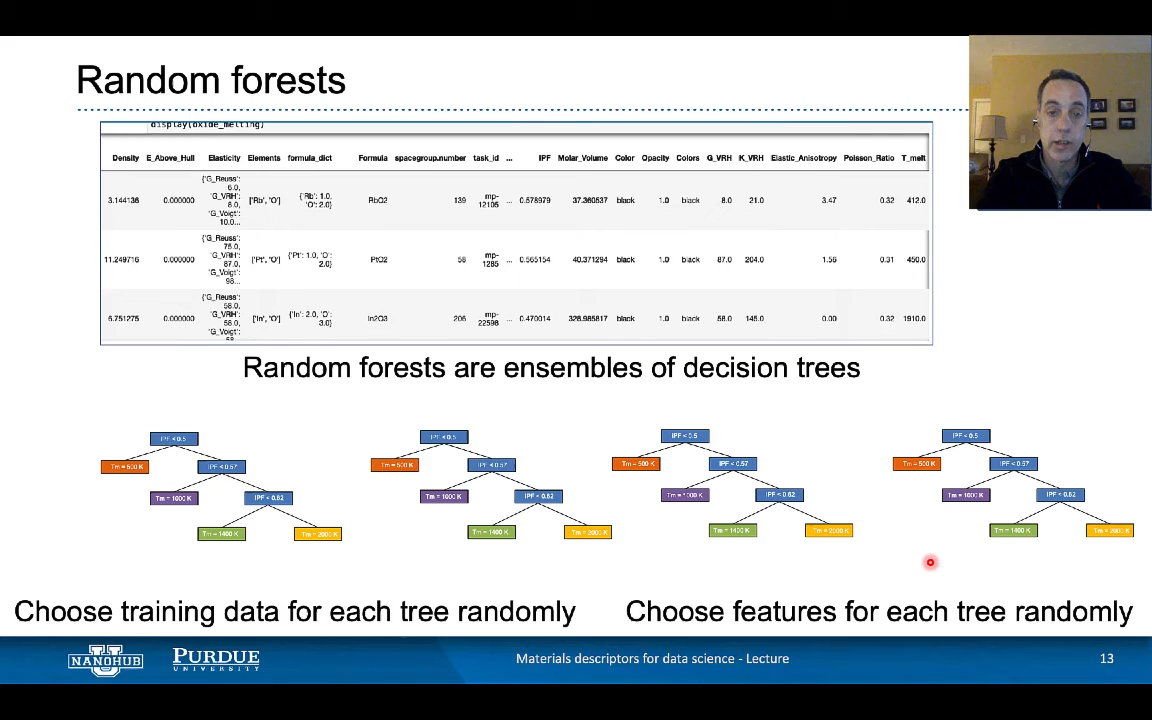 Random forests
display(oxide_melting)
Density E_Above_Hull Elasticity Elements formula_dict Formula spacegroup.number task_id ... IPF Molar_Volume Color Opacity Colors G_VRH K_VRH Elastic_Anisotropy Poisson_Ratio T_melt
{'G_Reuss':
6.0,
3.144136 0.000000 'G_VRH': ['Rb', 'O'] {'Rb': 1.0, RbO2 139 mp- ... 0.578979 37.360537 black 1.0 black 8.0 21.0 3.47 0.32 412.0
8.0, 'O': 2.0} 12105
'G_Voigt':
10.0...
{'G_Reuss':
75.0,
11.249716 0.000000 'G_VRH': ['Pt', 'O'] {'Pt': 1.0, 'O': PtO2 58 mp- ... 0.565154 40.371294 black 1.0 black 87.0 204.0 1.56 0.31 450.0
87.0, 2.0} 1285
'G_Voigt':
98...
{'G_Reuss':
58.0,
6.751275 0.000000 'G_VRH': ['In', 'O'] {'In': 2.0, 'O': In2O3 206 mp- ... 0.470014 328.985817 black 1.0 black 58.0 145.0 0.00 0.32 1910.0
58.0, 3.0} 22598
'G_Voigt':
Random forests are ensembles of decision trees
IPF < 0.5 IPF < 0.5 IPF < 0.5 IPF < 0.5
Tm = 500 K IPF < 0.57 Tm = 500 K IPF < 0.57 Tm = 500 K IPF < 0.57 Tm = 500 K IPF < 0.57
Tm = 1000 K IPF < 0.62 Tm = 1000 K IPF < 0.62 Tm = 1000 K IPF < 0.62 Tm = 1000 K IPF < 0.62
Tm = 1400 K Tm = 2000 K Tm = 1400 K Tm = 2000 K Tm = 1400 K Tm = 2000 K Tm = 1400 K Tm = 2000 K
Choose training data for each tree randomly Choose features for each tree randomly
NANOHUB PURDUE UNIVERSITY Materials descriptors for data science - Lecture 13